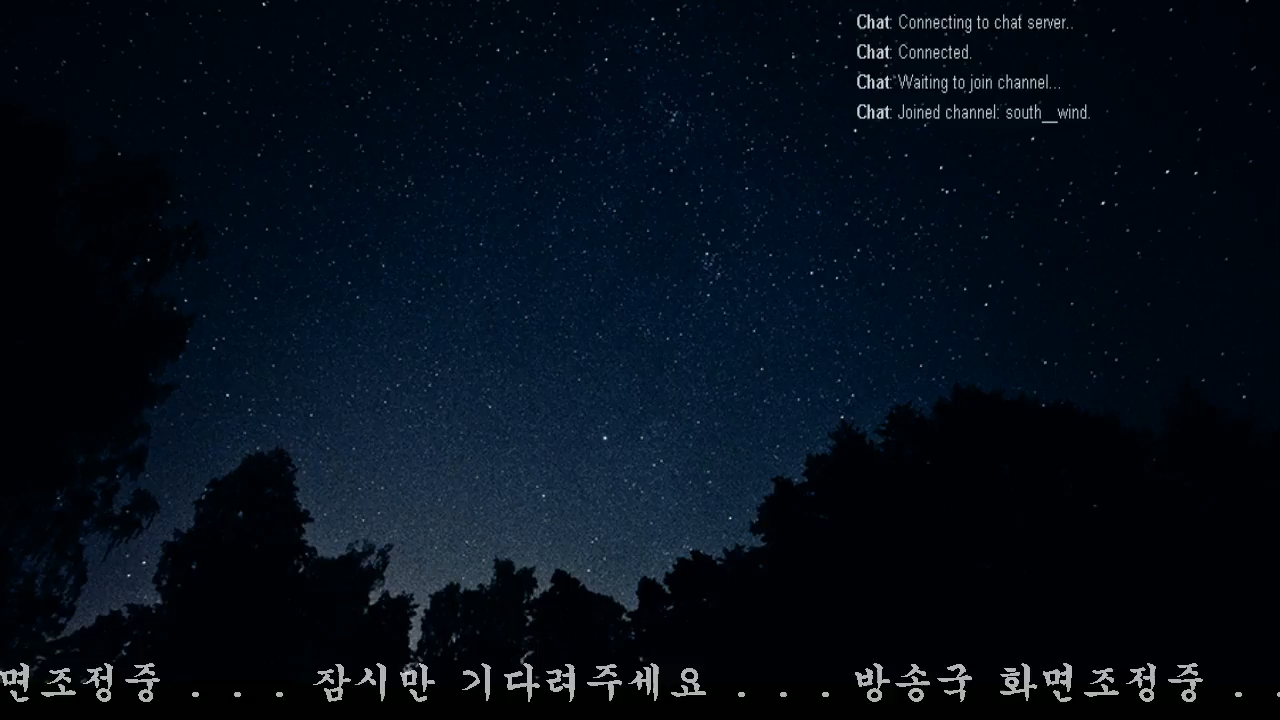 Chat: Connecting to chat server..
Chat: Connected.
Chat: Waiting to join channel...
Chat: Joined channel: south__wind.
면조정중 . . . 잠시만 기다려주세요 . . . 방송국 화면조정중 . .